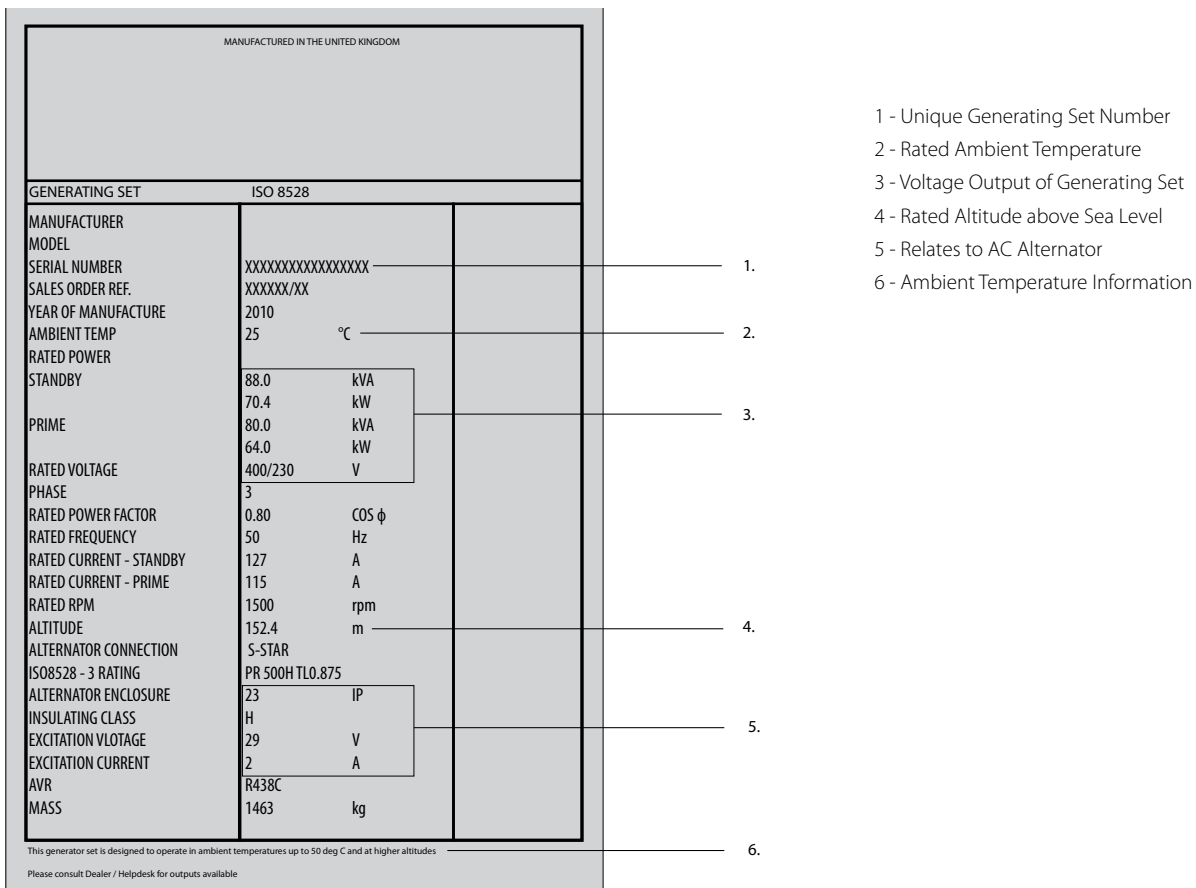 MANUFACTURED IN THE UNITED KINGDOM
GENERATING SET ISO 8528
MANUFACTURER
MODEL
SERIAL NUMBER XXXXXXXXXXXXXXXXX 1.
SALES ORDER REF. XXXXXX/XX
YEAR OF MANUFACTURE 2010
AMBIENT TEMP 25 °C 2.
RATED POWER
STANDBY 88.0 kVA
70.4 kW
3.
PRIME 80.0 kVA
64.0 kW
RATED VOLTAGE 400/230 V
PHASE 3
RATED POWER FACTOR 0.80 COS ϕ
RATED FREQUENCY 50 Hz
RATED CURRENT - STANDBY 127 A
RATED CURRENT - PRIME 115 A
RATED RPM 1500 rpm
ALTITUDE 152.4 m 4.
ALTERNATOR CONNECTION S-STAR
ISO8528 - 3 RATING PR 500H TL0.875
ALTERNATOR ENCLOSURE 23 IP
INSULATING CLASS H
5.
EXCITATION VLOTAGE 29 V
EXCITATION CURRENT 2 A
AVR R438C
MASS 1463 kg
This generator set is designed to operate in ambient temperatures up to 50 deg C and at higher altitudes 6.
Please consult Dealer / Helpdesk for outputs available
1 - Unique Generating Set Number
2 - Rated Ambient Temperature
3 - Voltage Output of Generating Set
4 - Rated Altitude above Sea Level
5 - Relates to AC Alternator
6 - Ambient Temperature Information